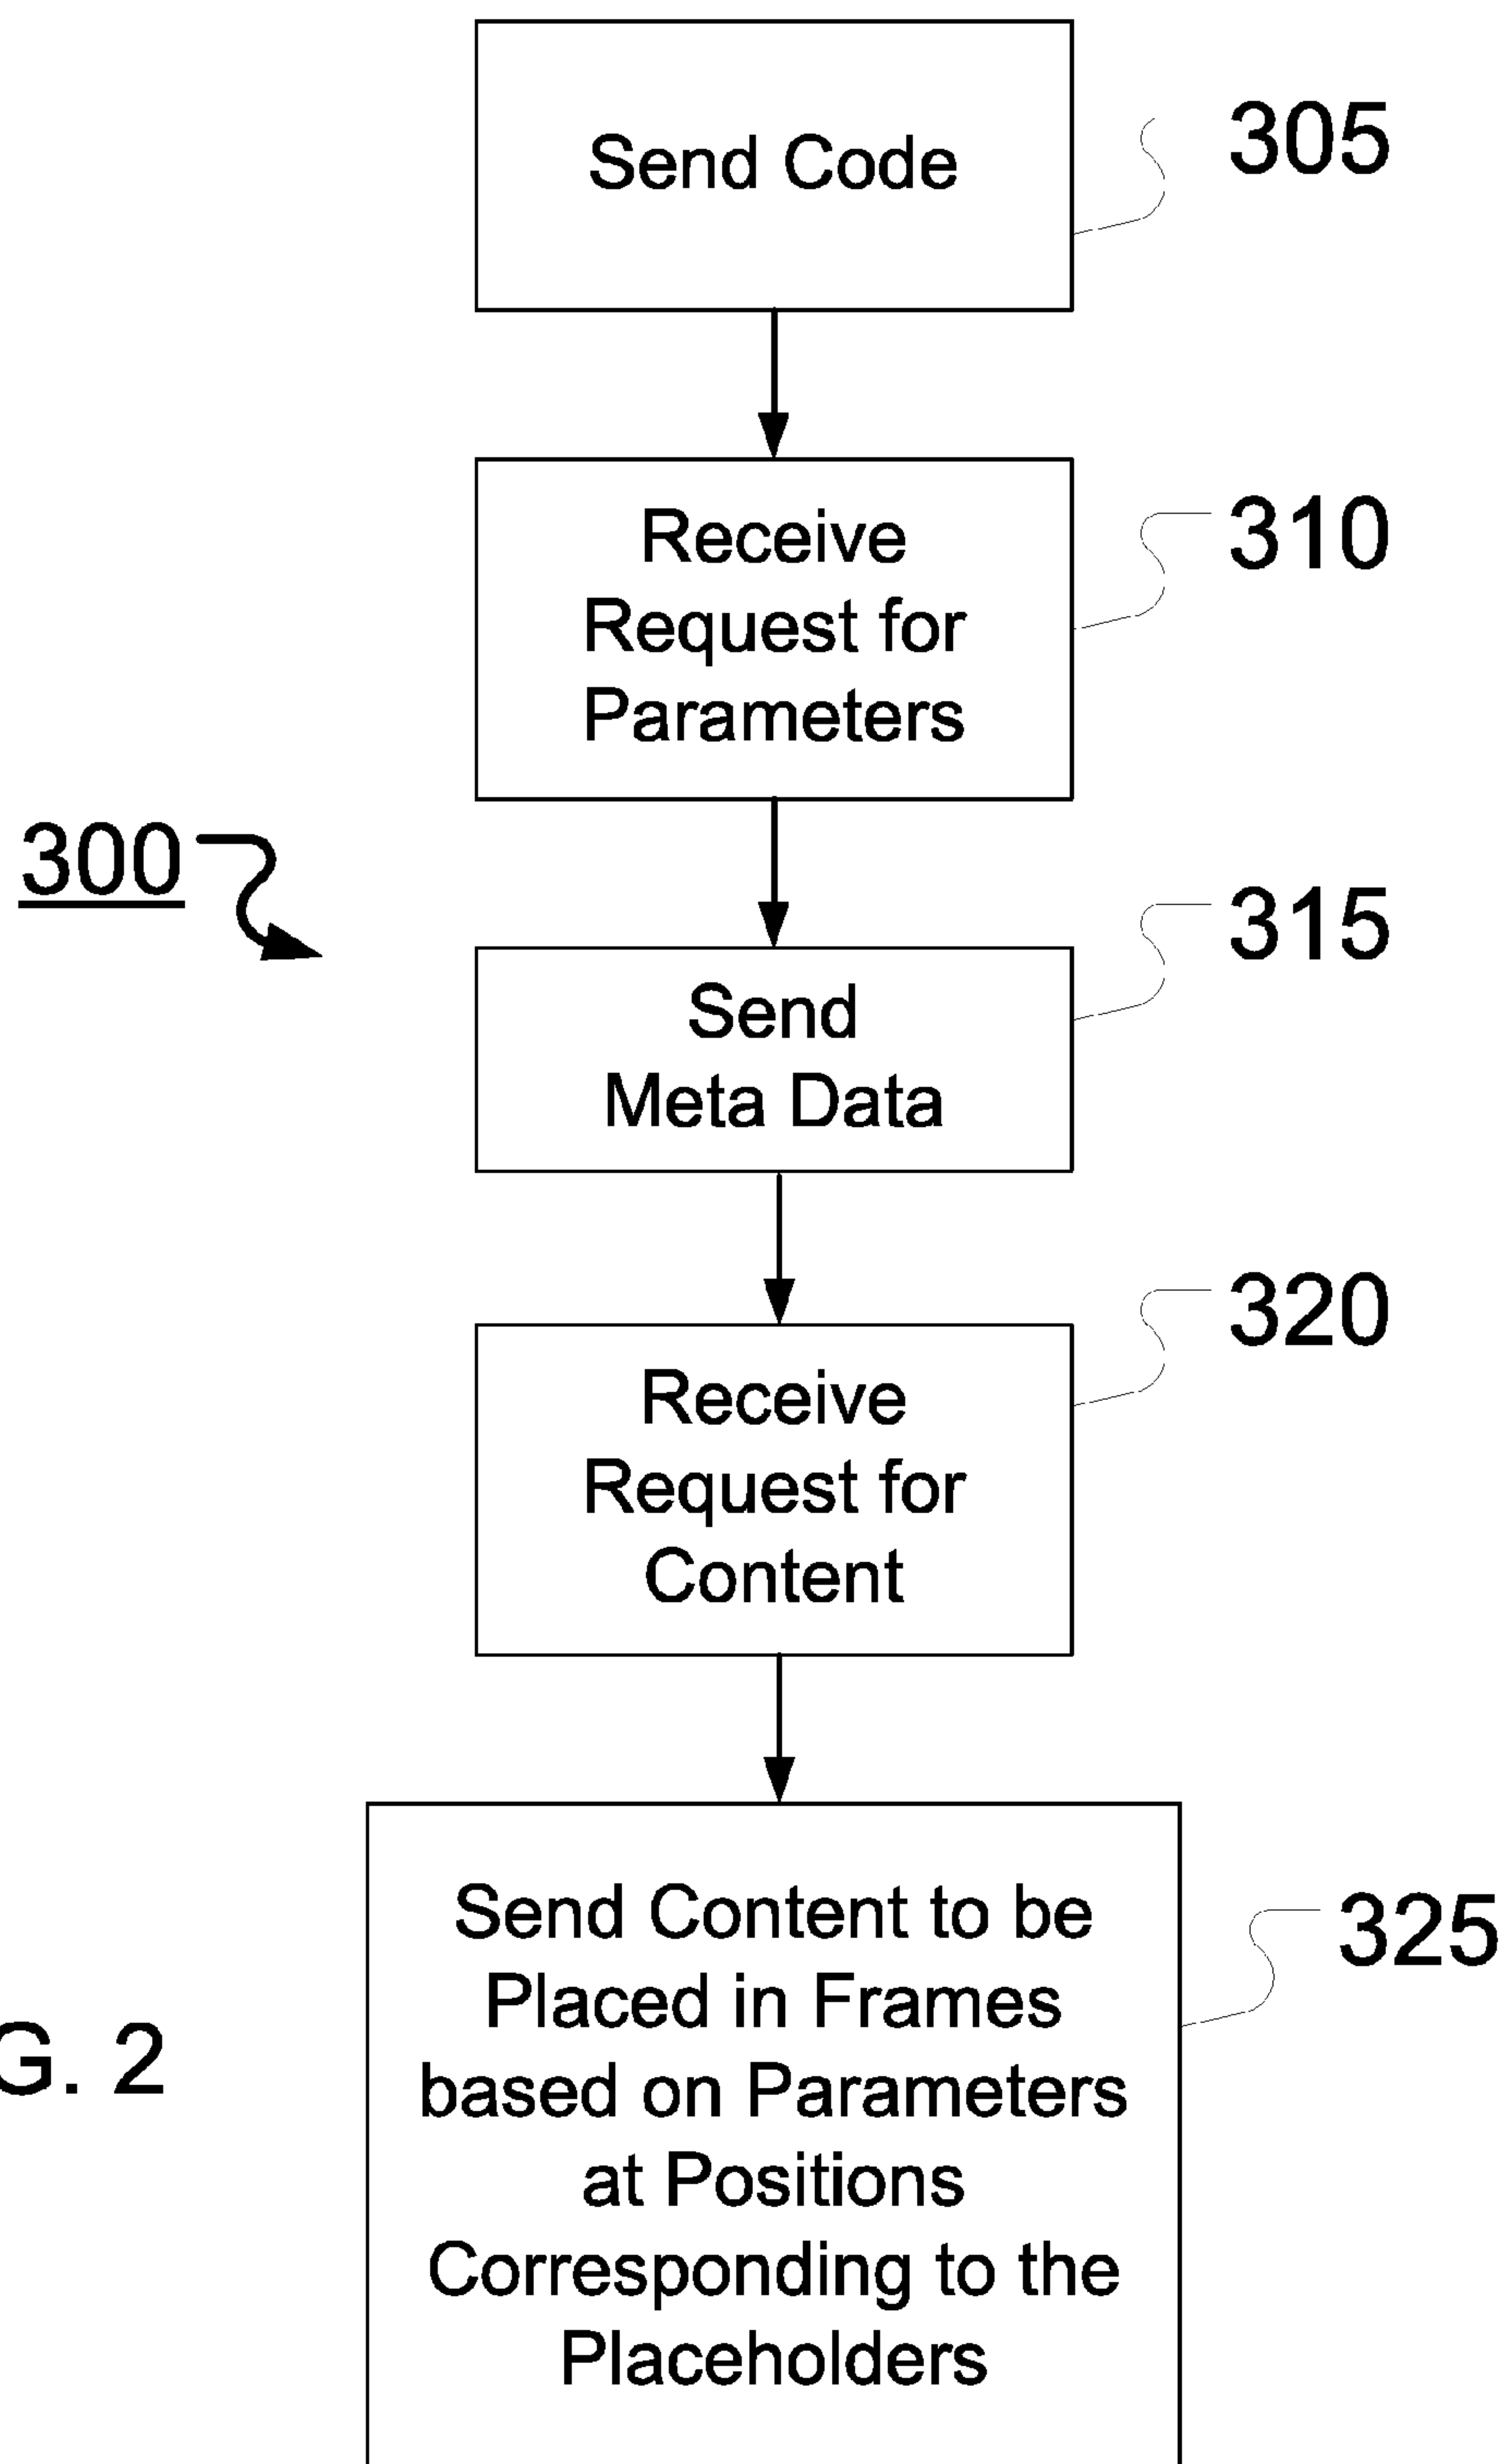 Send Code
305
Receive
Request for
Parameters
310
300
Send
Meta Data
315
Receive
Request for
Content
320
Send Content to be
Placed in Frames
based on Parameters
at Positions
Corresponding to the
Placeholders
325
G. 2